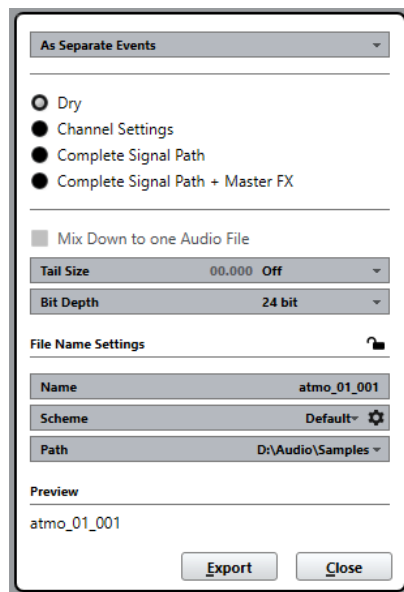 As Separate Events
Dry
Channel Settings
Complete Signal Path
Complete Signal Path + Master FX
Mix Down to one Audio File
Tail Size 00.000 Off
Bit Depth 24 bit
File Name Settings
Name atmo_01_001
Scheme Default
Path D:\Audio\Samples
Preview
atmo_01_001
Export Close